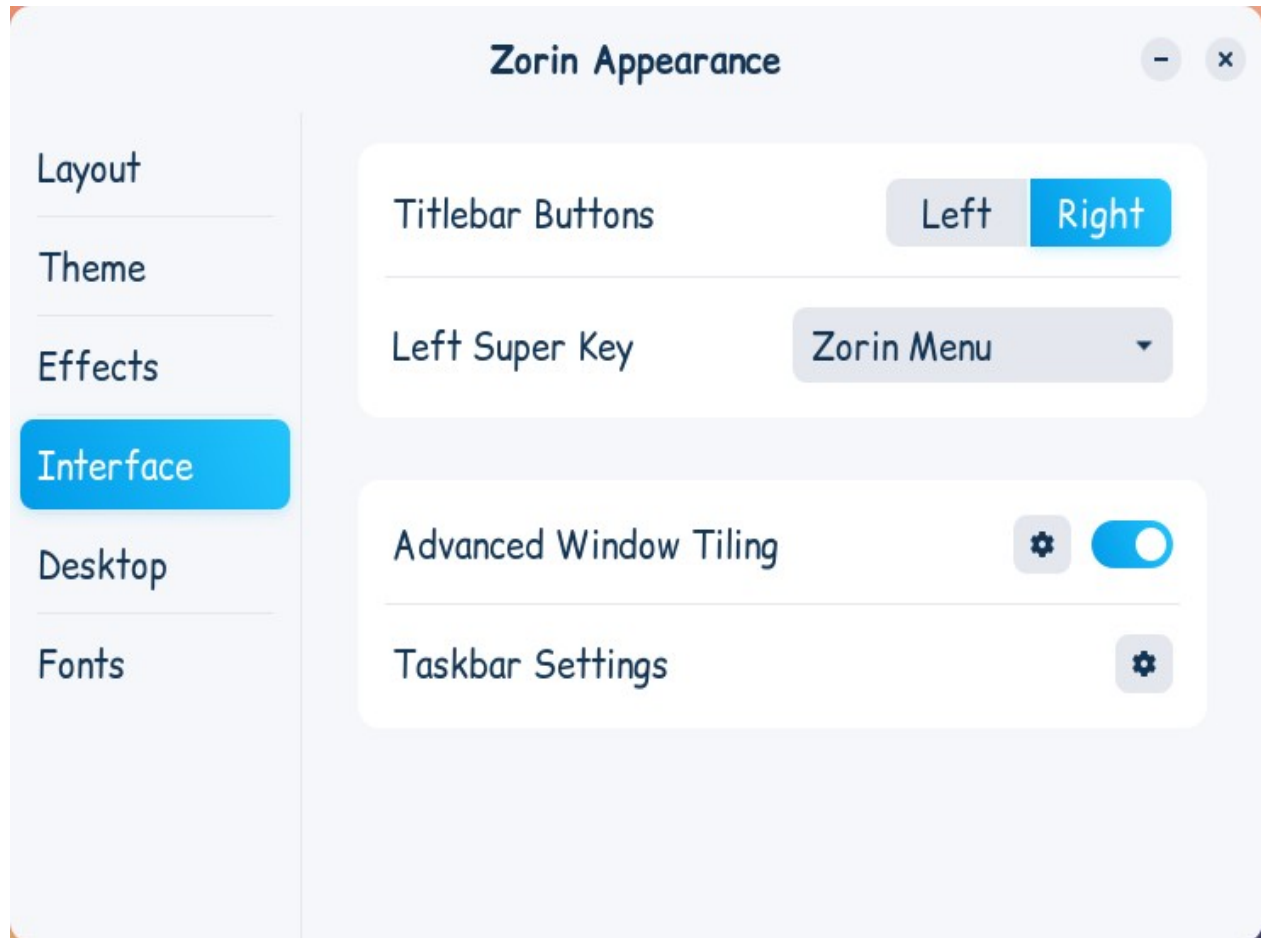 Zorin Appearance
Layout
Theme
Effects
Interface
Desktop
Fonts
Titlebar Buttons Left Right
Left Super Key Zorin Menu
Advanced Window Tiling
Taskbar Settings